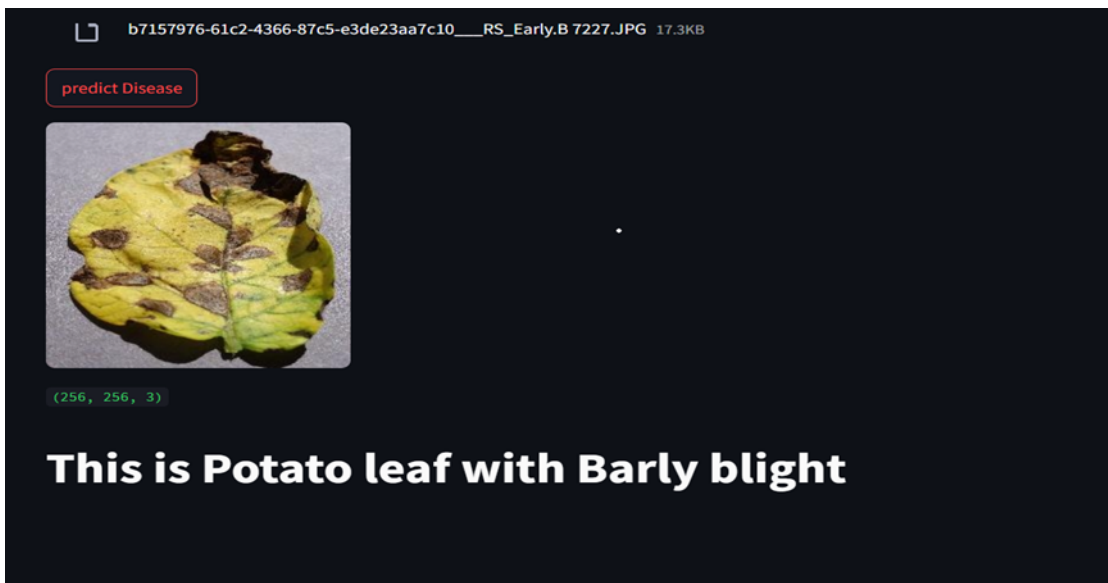 b7157976-61c2-4366-87c5-e3de23aa7c10___RS_Early.B 7227.JPG 17.3KB
predict Disease
(256, 256, 3)
This is Potato leaf with Barly blight